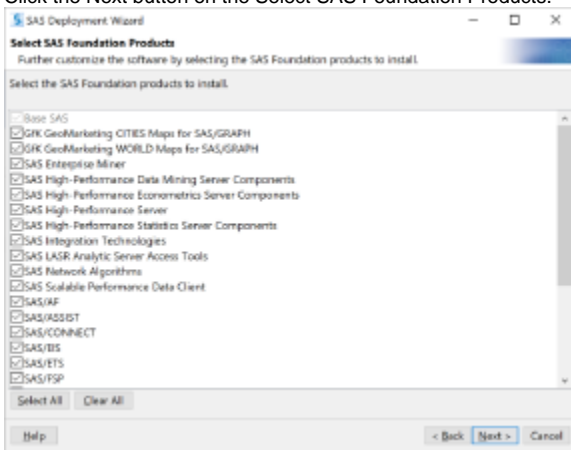 Click the Next button on the Select SAS Foundation Products.
SAS Deployment Wizard
Select SAS Foundation Products
Further customize the software by selecting the SAS Foundation products to install.
Select the SAS Foundation products to install.
Base SAS
GfK GeoMarketing CITIES Maps for SAS/GRAPH
GfK GeoMarketing WORLD Maps for SAS/GRAPH
SAS Enterprise Miner
SAS High-Performance Data Mining Server Components
SAS High-Performance Econometrics Server Components
SAS High-Performance Server
SAS High-Performance Statistics Server Components
SAS Integration Technologies
SAS LASR Analytic Server Access Tools
SAS Network Algorithms
SAS Scalable Performance Data Client
SAS/AF
SAS/ASSIST
SAS/CONNECT
SAS/EIS
SAS/ETS
SAS/FSP
Select All Clear All
Help < Back Next > Cancel